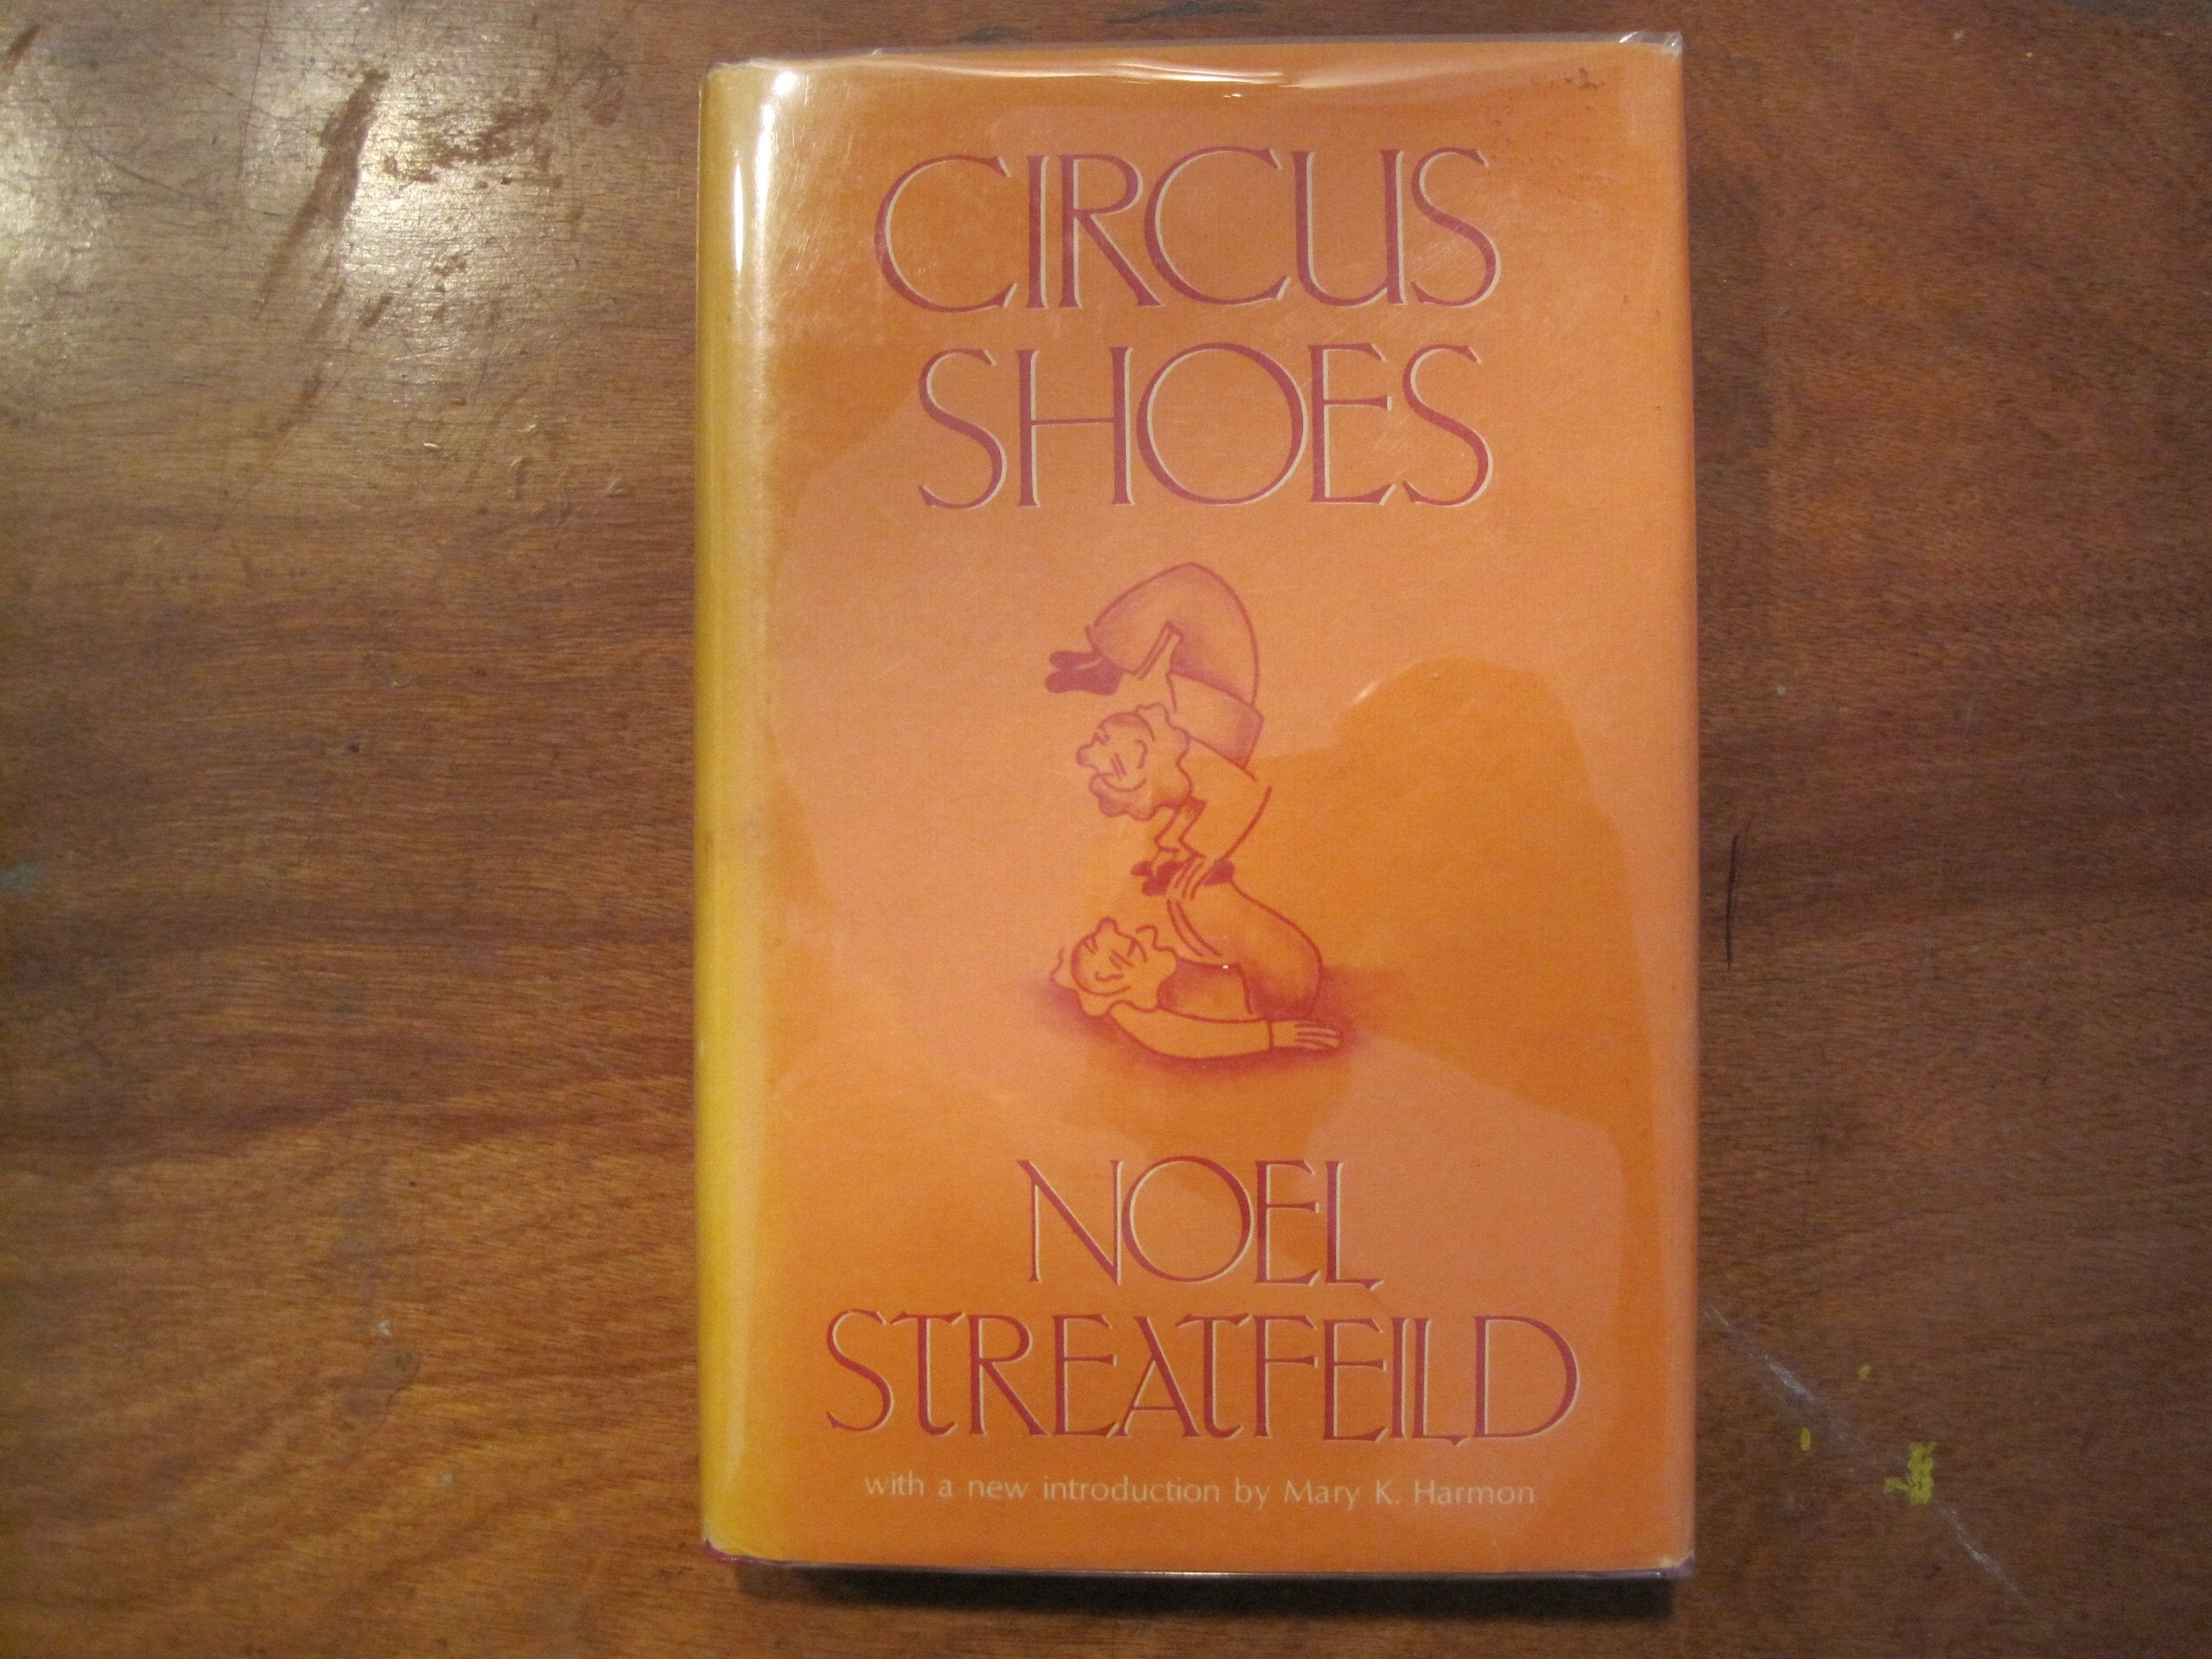 CIRCUS
SHOES
NOEL
STREATFEILD
with a new introduction by Mary K. Harmon